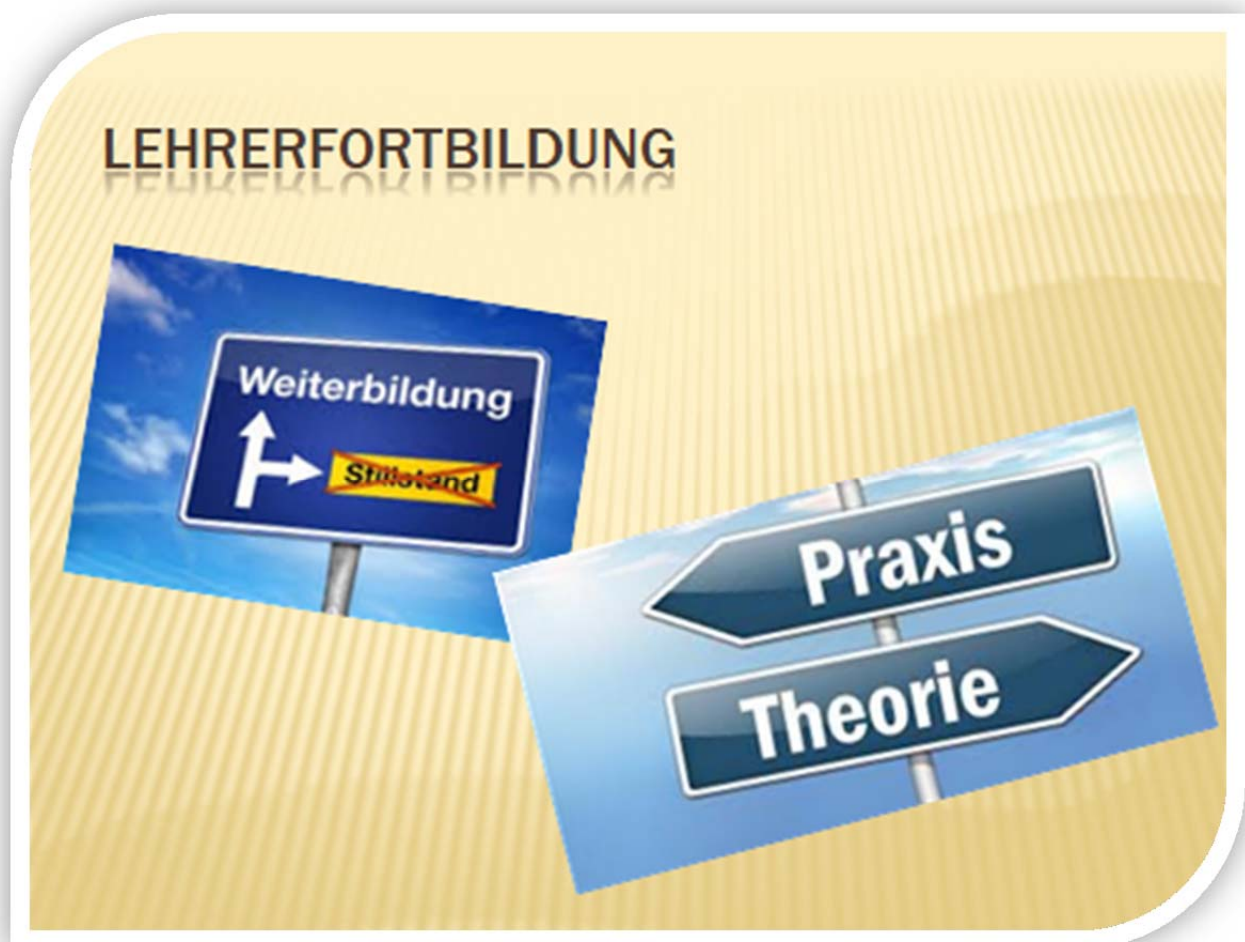 LEHRERFORTBILDUNG
Weiterbildung
Stillstand
Praxis
Theorie